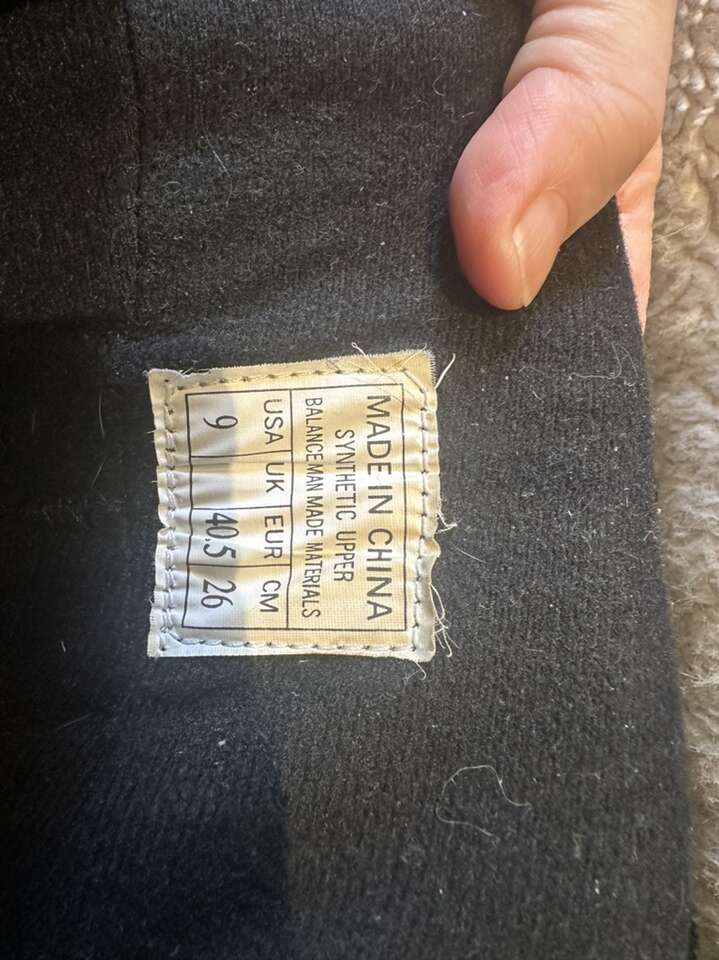 MADE IN CHINA
SYNTHETIC UPPER
BALANCEMAN MADE MATERIALS
USA UK EUR CM
9 40.5 26